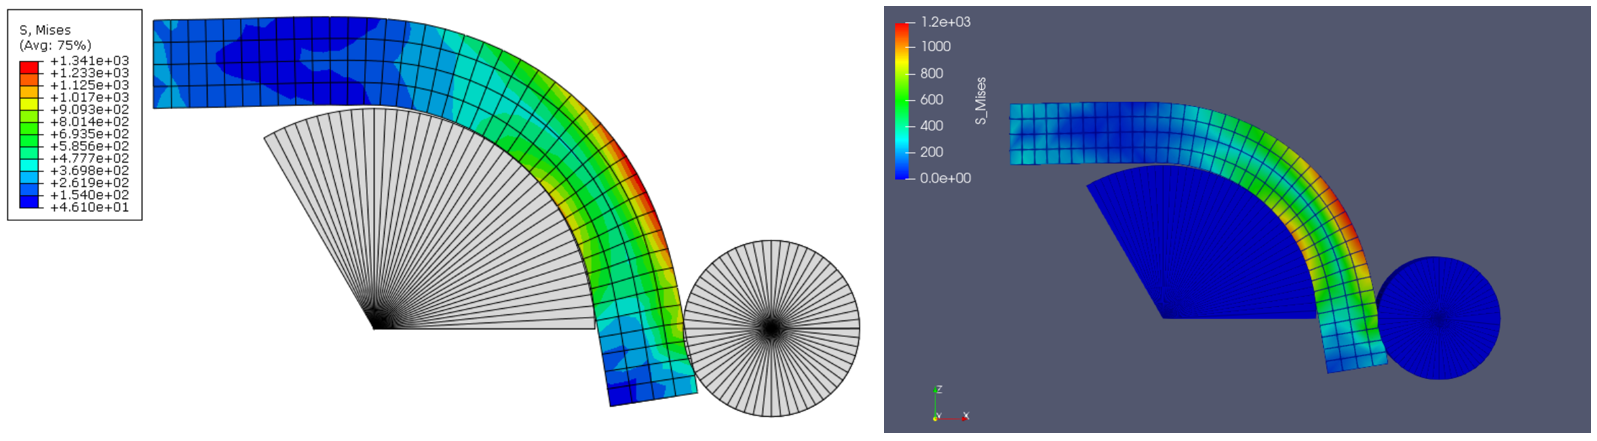 S, Mises
(Avg: 75%)
+1.341e+03
+1.233e+03
+1.125e+03
+1.017e+03
+9.093e+02
+8.014e+02
+6.935e+02
+5.856e+02
+4.777e+02
+3.698e+02
+2.619e+02
+1.540e+02
+4.610e+01
1.2e+03
1000
800
600
400
200
0.0e+00
S_Mises
Z
Y
X